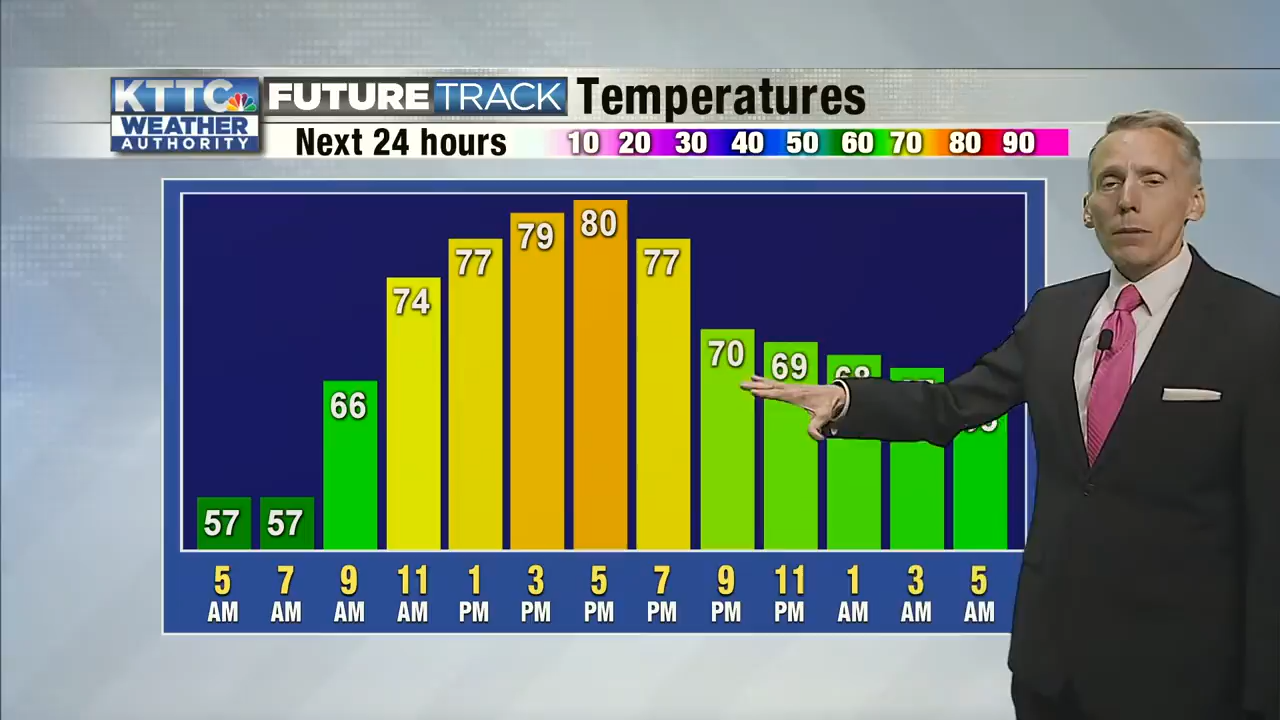 KTTC
WEATHER
AUTHORITY
FUTURE TRACK Temperatures
Next 24 hours
10 20 30 40 50 60 70 80 90
57 57 66 74 77 79 80 77 70 69 68
5 7 9 11 1 3 5 7 9 11 1 3 5
AM AM AM AM PM PM PM PM PM PM AM AM AM